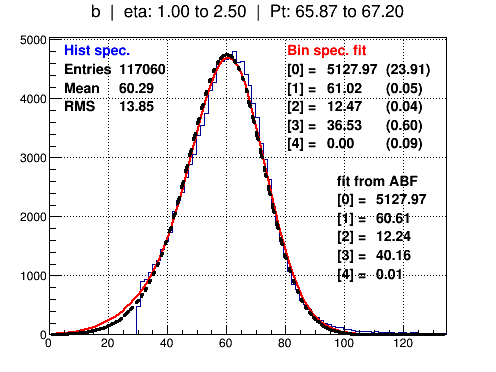 b | eta: 1.00 to 2.50 | Pt: 65.87 to 67.20
Hist spec.
Entries 117060
Mean 60.29
RMS 13.85
Bin spec. fit
[0] = 5127.97 (23.91)
[1] = 61.02 (0.05)
[2] = 12.47 (0.04)
[3] = 36.53 (0.60)
[4] = 0.00 (0.09)
fit from ABF
[0] = 5127.97
[1] = 60.61
[2] = 12.24
[3] = 40.16
[4] = 0.01
5000
4000
3000
2000
1000
0
0 20 40 60 80 100 120